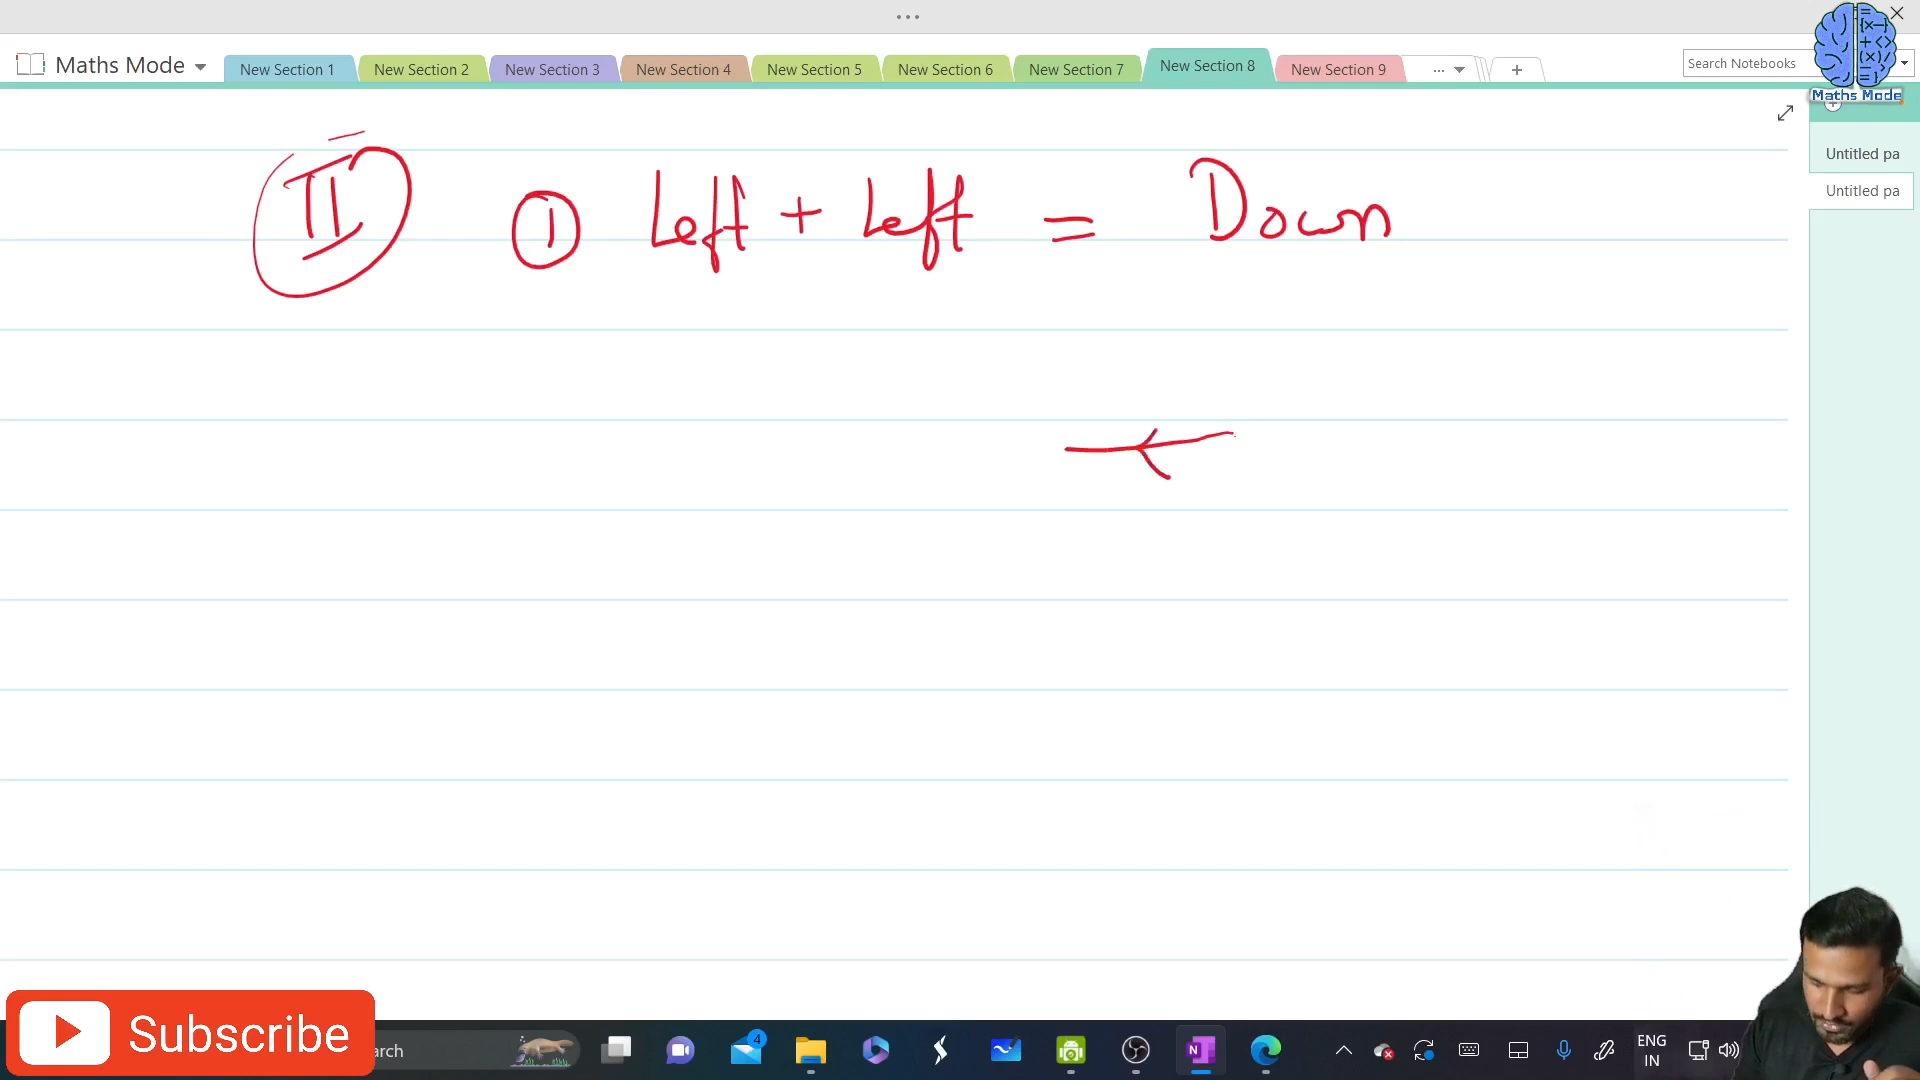 ...
Maths Mode
New Section 1
New Section 2
New Section 3
New Section 4
New Section 5
New Section 6
New Section 7
New Section 8
New Section 9
...
+
Search Notebooks
Maths Mode
Untitled pa
Untitled pa
II ① Left + Left = Down
Subscribe
arch
4
N
ENG
IN